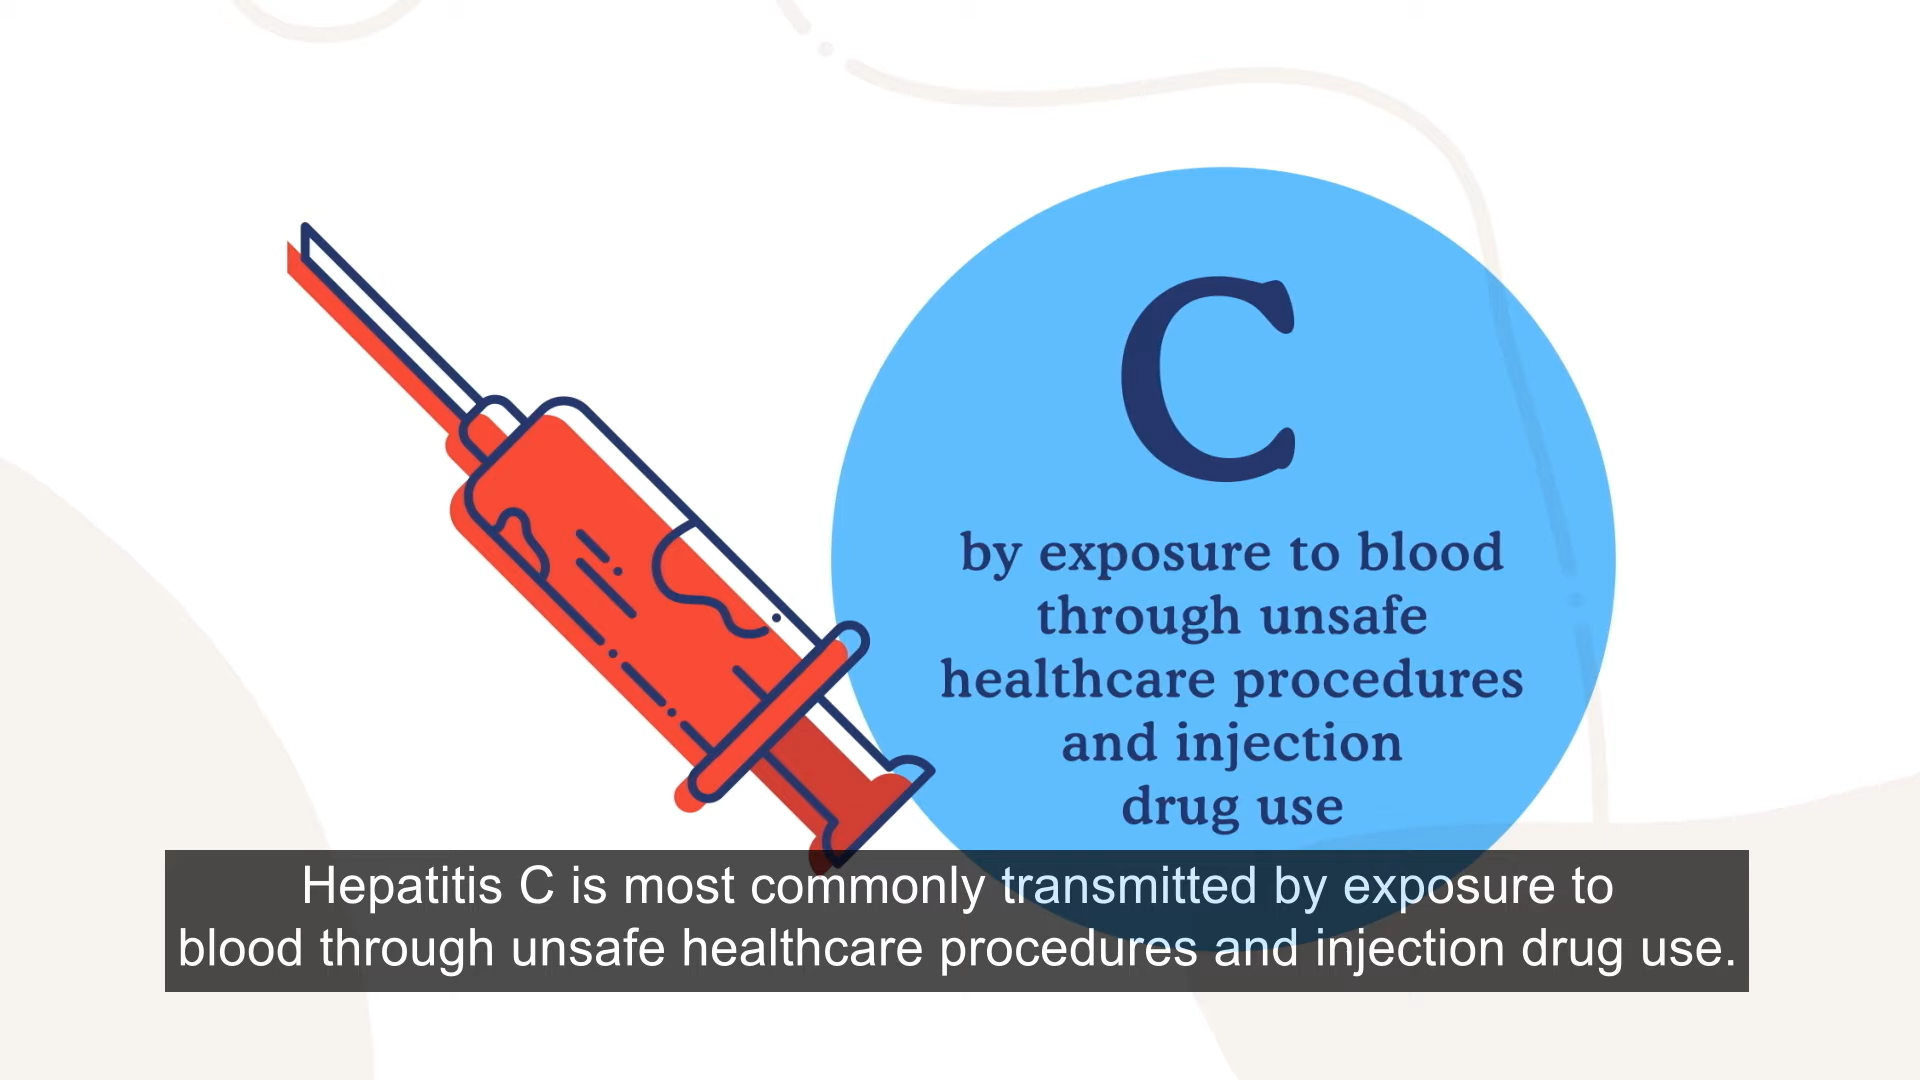 C
by exposure to blood
through unsafe
healthcare procedures
and injection
drug use
Hepatitis C is most commonly transmitted by exposure to
blood through unsafe healthcare procedures and injection drug use.